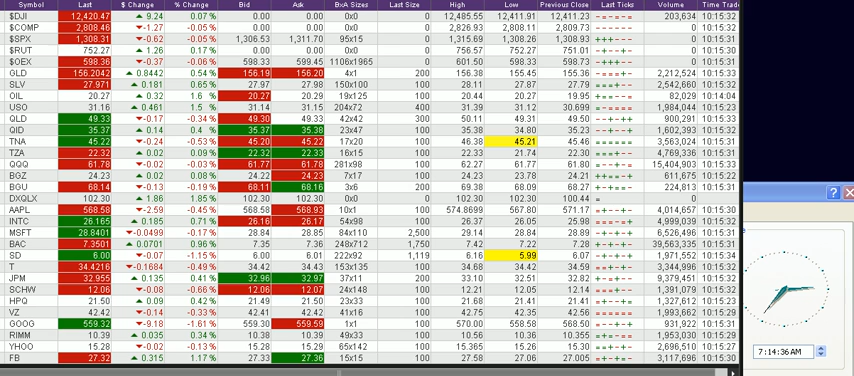 Symbol Last $ Change % Change Bid Ask BxA Sizes Last Size High Low Previous Close Last Ticks Volume Time Trade
$DJI 12,420.47 9.24 0.07 % 0.00 0.00 0x0 12,485.55 12,411.91 12,411.23 203,634 10:15:32
$COMP 2,808.46 -1.27 -0.05 % 0.00 0.00 0x0 2,826.93 2,808.11 2,809.73 0 10:15:32
$SPX 1,308.31 -0.62 -0.05 % 1,306.53 1,311.70 95x15 1,315.69 1,308.26 1,308.93 0 10:15:31
$RUT 752.27 1.26 0.17 % 0.00 0.00 0x0 756.27 752.27 751.01 0 10:15:30
$OEX 598.36 -0.37 -0.06 % 598.33 599.45 1106x1965 601.50 598.33 598.73 0 10:15:31
GLD 156.2042 0.8442 0.54 % 156.19 156.20 4x1 200 156.38 155.45 155.36 2,212,524 10:15:33
SLV 27.971 0.181 0.65 % 27.97 27.98 150x100 100 28.11 27.87 27.79 2,542,660 10:15:32
OIL 20.27 0.32 1.6 % 20.27 20.29 19x125 100 20.44 20.27 19.95 82,029 10:14:04
USO 31.16 0.461 1.5 % 31.14 31.15 204x72 400 31.39 31.12 30.699 1,984,044 10:15:23
QLD 49.33 -0.17 -0.34 % 49.30 49.33 42x42 300 50.11 49.31 49.50 900,291 10:15:33
QID 35.37 0.14 0.4 % 35.37 35.38 23x47 100 35.38 34.80 35.23 1,602,393 10:15:32
TNA 45.22 -0.24 -0.53 % 45.20 45.22 17x20 100 46.38 45.21 45.46 3,563,024 10:15:31
TZA 22.32 0.02 0.09 % 22.32 22.33 16x15 100 22.33 21.74 22.30 4,769,336 10:15:31
QQQ 61.78 -0.02 -0.03 % 61.77 61.78 281x98 100 62.27 61.77 61.80 15,404,903 10:15:33
BGZ 24.23 0.02 0.08 % 24.22 24.23 7x17 100 24.23 23.78 24.21 611,675 10:15:22
BGU 68.14 -0.13 -0.19 % 68.11 68.16 3x6 200 69.38 68.09 68.27 224,813 10:15:31
DXQLX 102.30 1.86 1.85 % 102.30 102.30 0x0 102.30 0 102.30 100.44 0
AAPL 568.58 -2.59 -0.45 % 568.58 568.93 10x1 100 574.8699 567.80 571.17 4,014,657 10:15:30
INTC 26.165 0.185 0.71 % 26.16 26.17 54x98 100 26.37 26.05 25.98 4,999,039 10:15:32
MSFT 28.8401 -0.0499 -0.17 % 28.84 28.85 84x110 2,500 29.14 28.84 28.89 6,526,496 10:15:31
BAC 7.3501 0.0701 0.96 % 7.35 7.36 248x712 1,750 7.42 7.22 7.28 39,563,335 10:15:31
SD 6.00 -0.07 -1.15 % 6.00 6.01 222x92 1,119 6.16 5.99 6.07 1,971,552 10:15:34
T 34.4216 -0.1684 -0.49 % 34.42 34.43 153x135 100 34.68 34.42 34.59 3,344,996 10:15:32
JPM 32.955 0.135 0.41 % 32.96 32.97 37x11 200 33.10 32.51 32.82 9,379,451 10:15:32
SCHW 12.06 -0.08 -0.66 % 12.06 12.07 24x148 100 12.21 12.05 12.14 1,391,079 10:15:32
HPQ 21.50 0.09 0.42 % 21.49 21.50 23x33 100 21.68 21.41 21.41 1,327,612 10:15:31
VZ 42.42 -0.14 -0.33 % 42.41 42.42 41x16 100 42.75 42.35 42.56 1,993,662 10:15:29
GOOG 559.32 -9.18 -1.61 % 559.30 559.59 1x1 100 570.00 558.58 568.50 931,922 10:15:31
RIMM 10.39 0.035 0.34 % 10.38 10.39 49x33 100 10.56 10.36 10.355 1,953,030 10:15:29
YHOO 15.28 -0.02 -0.13 % 15.28 15.29 65x142 100 15.365 15.28 15.30 2,696,510 10:15:31
FB 27.32 0.315 1.17 % 27.33 27.36 15x15 100 27.58 27.06 27.005 3,117,696 10:15:30
7:14:36 AM